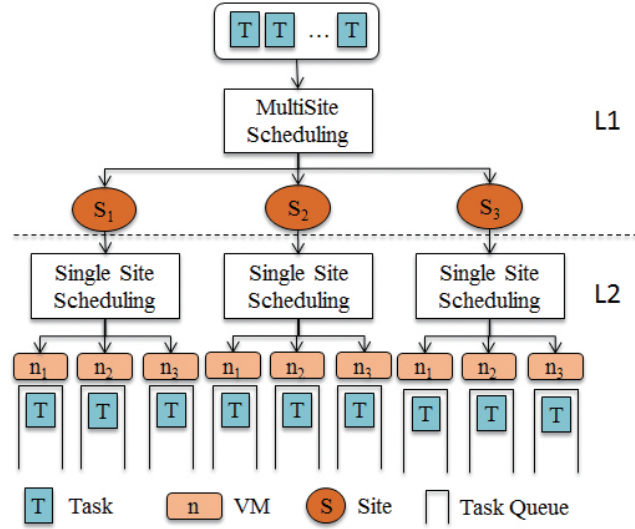 T T ... T
MultiSite
Scheduling
L1
S1 S2 S3
Single Site Single Site Single Site
Scheduling Scheduling Scheduling
L2
n1 n2 n3 n1 n2 n3 n1 n2 n3
T T T T T T T T T
T Task n VM S Site Task Queue